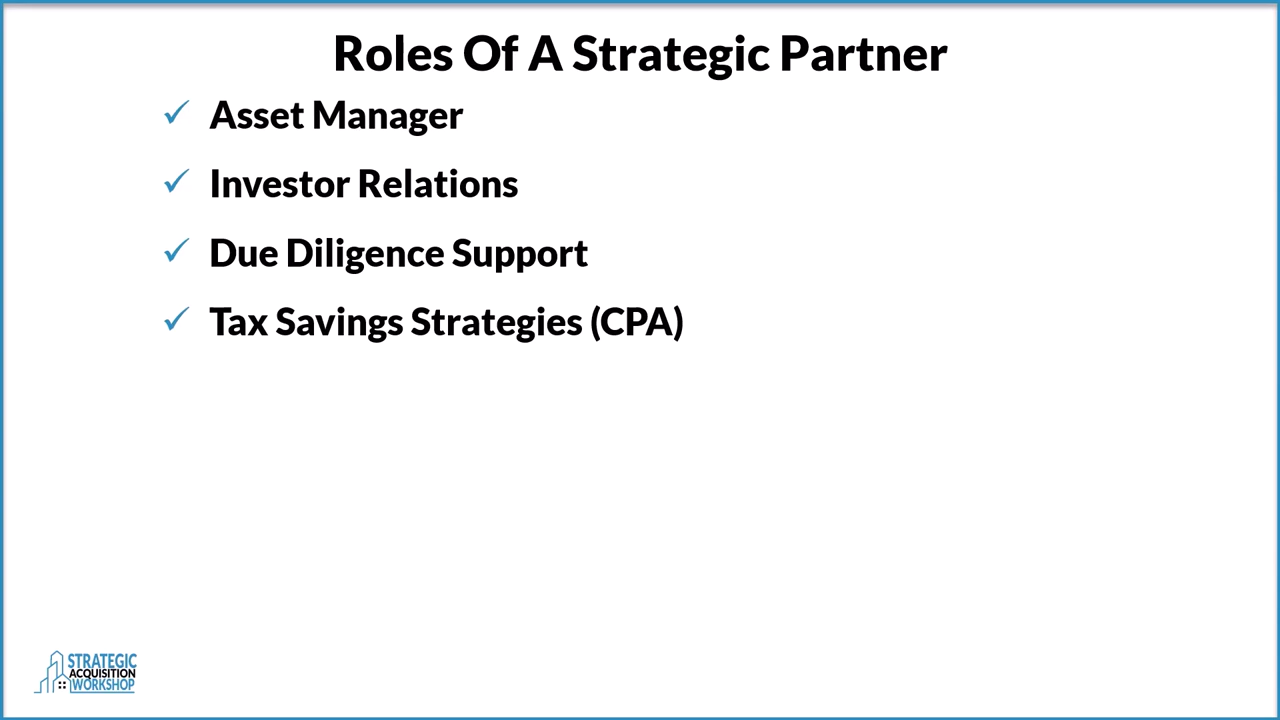 Roles Of A Strategic Partner
Asset Manager
Investor Relations
Due Diligence Support
Tax Savings Strategies (CPA)
STRATEGIC
ACQUISITION
WORKSHOP